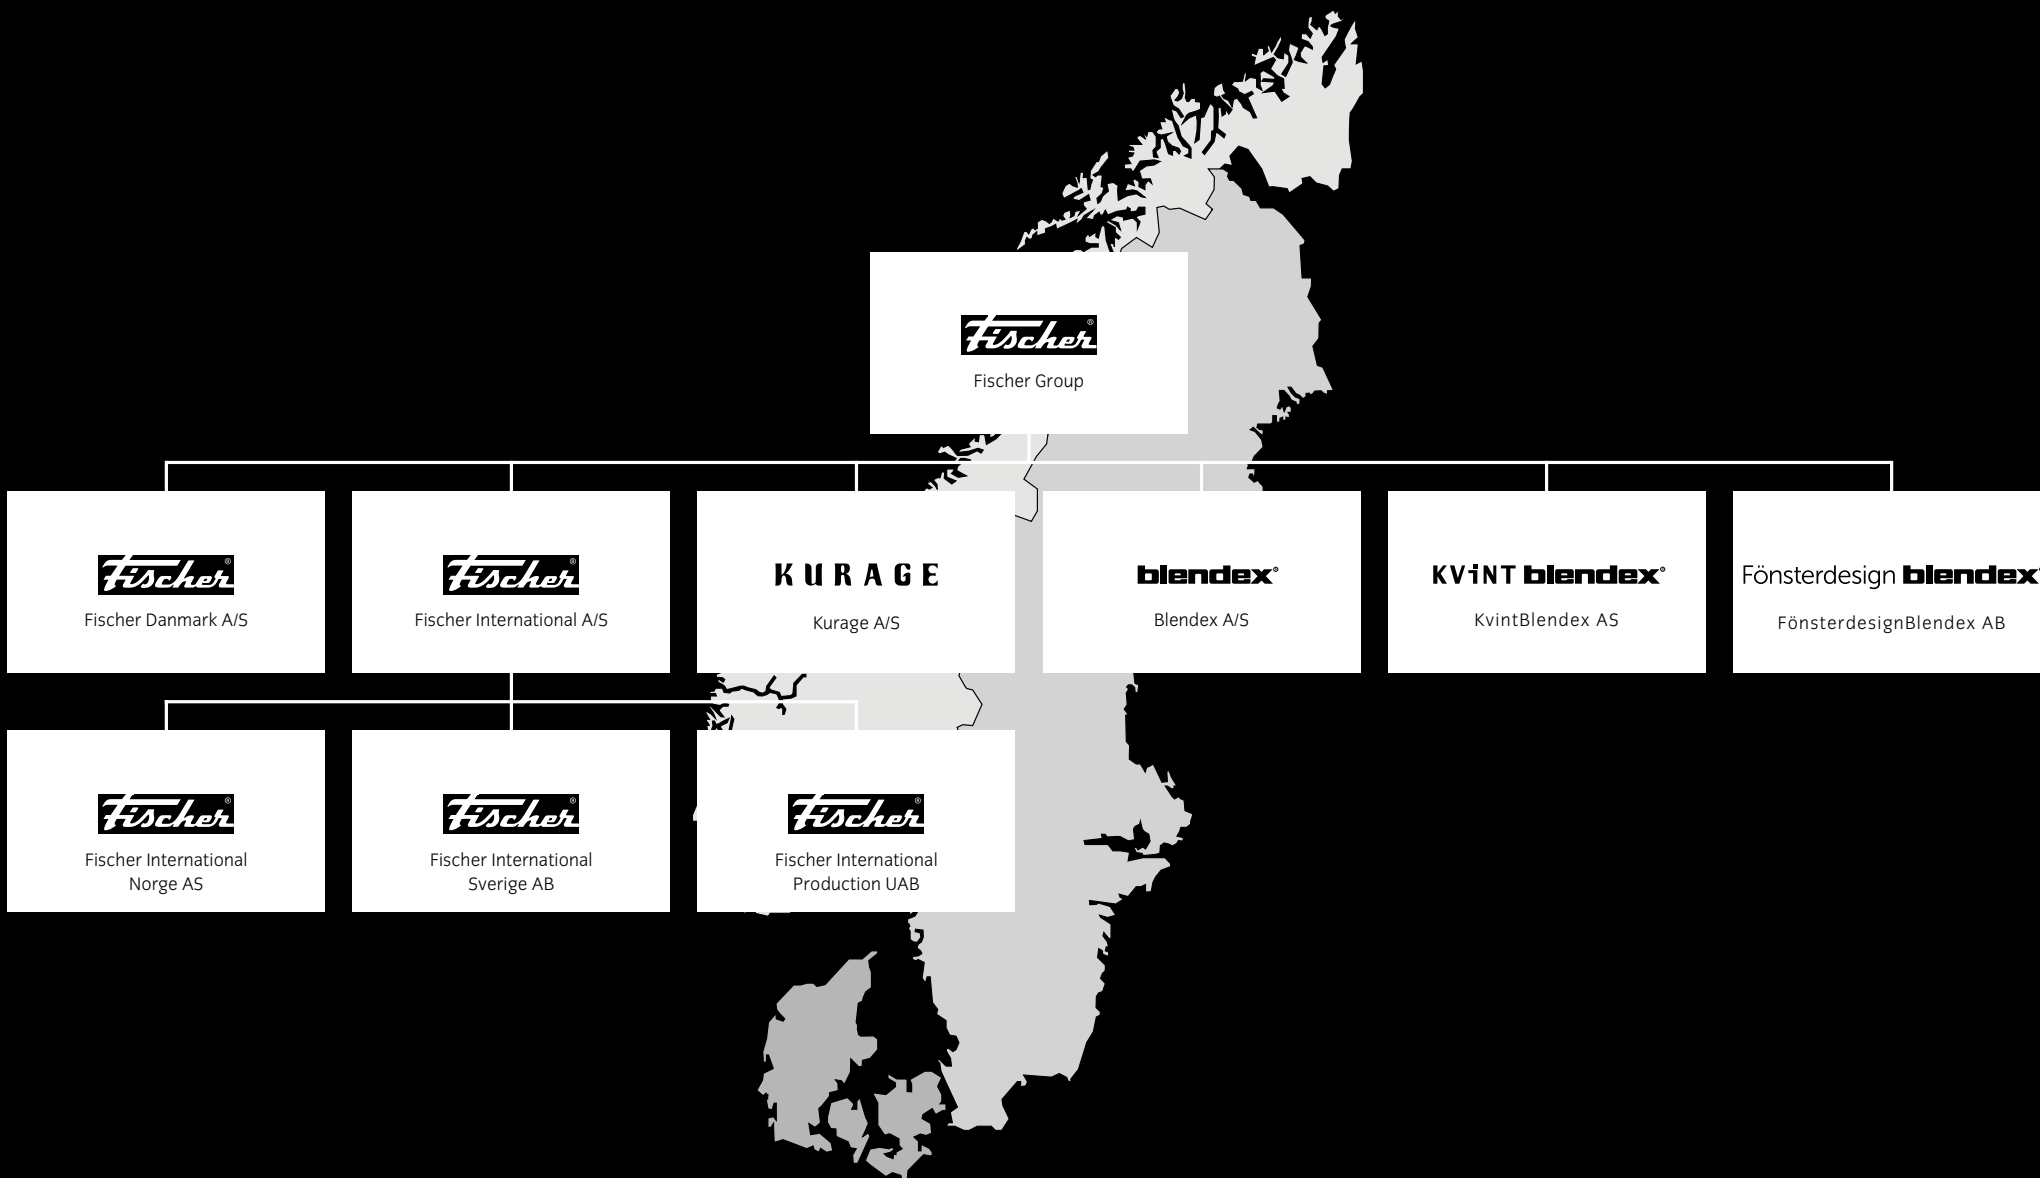 Fischer®
Fischer Group
Fischer®
Fischer Danmark A/S
Fischer®
Fischer International A/S
KURAGE
Kurage A/S
blendex®
Blendex A/S
KViNT blendex®
KvintBlendex AS
Fönsterdesign blendex®
FönsterdesignBlendex AB
Fischer®
Fischer International
Norge AS
Fischer®
Fischer International
Sverige AB
Fischer®
Fischer International
Production UAB